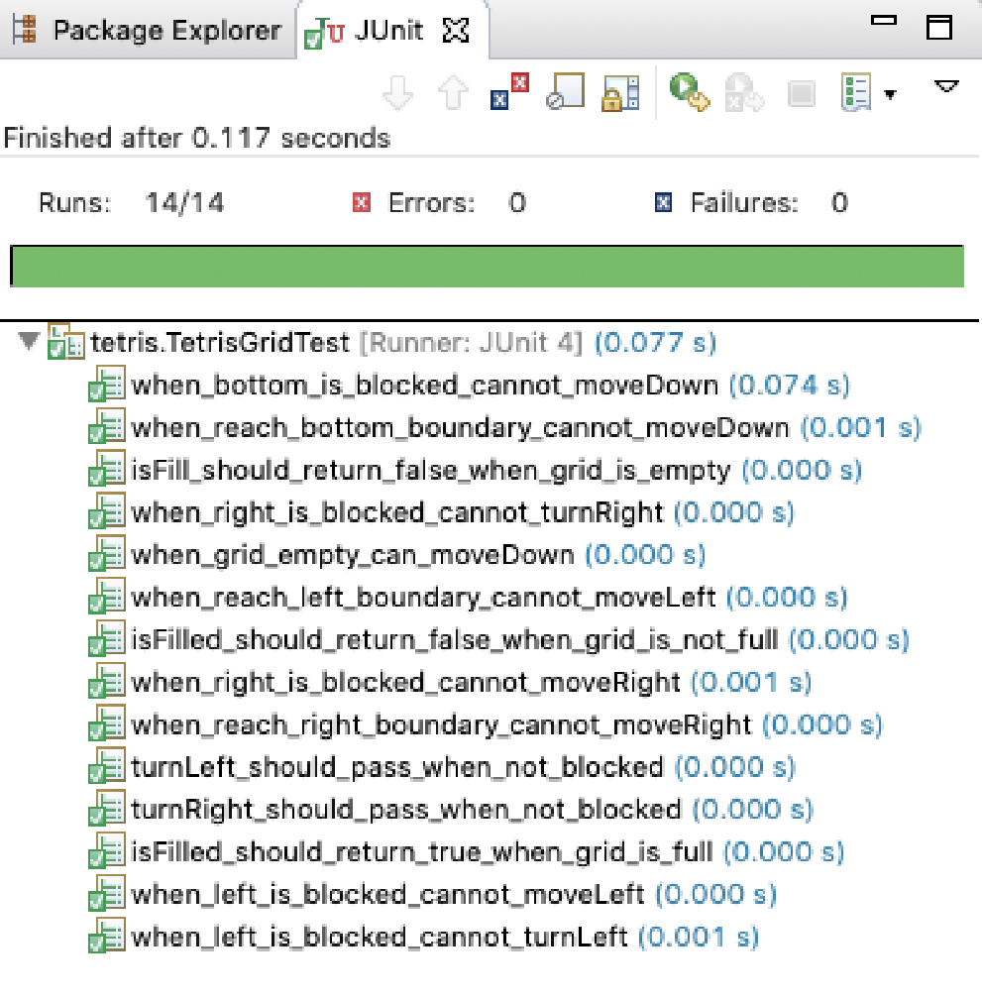 Package Explorer JUnit
Finished after 0.117 seconds
Runs: 14/14 Errors: 0 Failures: 0
tetris.TetrisGridTest [Runner: JUnit 4] (0.077 s)
when_bottom_is_blocked_cannot_moveDown (0.074 s)
when_reach_bottom_boundary_cannot_moveDown (0.001 s)
isFill_should_return_false_when_grid_is_empty (0.000 s)
when_right_is_blocked_cannot_turnRight (0.000 s)
when_grid_empty_can_moveDown (0.000 s)
when_reach_left_boundary_cannot_moveLeft (0.000 s)
isFilled_should_return_false_when_grid_is_not_full (0.000 s)
when_right_is_blocked_cannot_moveRight (0.001 s)
when_reach_right_boundary_cannot_moveRight (0.000 s)
turnLeft_should_pass_when_not_blocked (0.000 s)
turnRight_should_pass_when_not_blocked (0.000 s)
isFilled_should_return_true_when_grid_is_full (0.000 s)
when_left_is_blocked_cannot_moveLeft (0.000 s)
when_left_is_blocked_cannot_turnLeft (0.001 s)